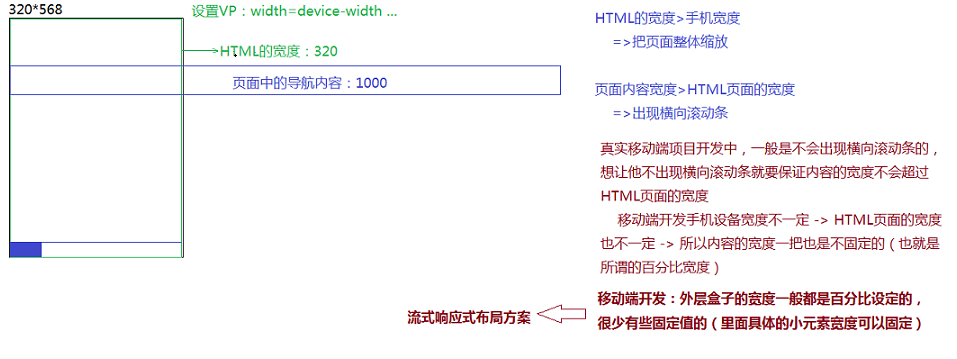 320*568
设置VP：width=device-width ...
HTML的宽度：320
页面中的导航内容：1000
HTML的宽度>手机宽度
=>把页面整体缩放
页面内容宽度>HTML页面的宽度
=>出现横向滚动条
真实移动端项目开发中，一般是不会出现横向滚动条的，
想让他不出现横向滚动条就要保证内容的宽度不会超过
HTML页面的宽度
移动端开发手机设备宽度不一定 -> HTML页面的宽度
也不一定 -> 所以内容的宽度一把也是不固定的（也就是
所谓的百分比宽度）
移动端开发：外层盒子的宽度一般都是百分比设定的，
很少有些固定值的（里面具体的小元素宽度可以固定）
流式响应式布局方案